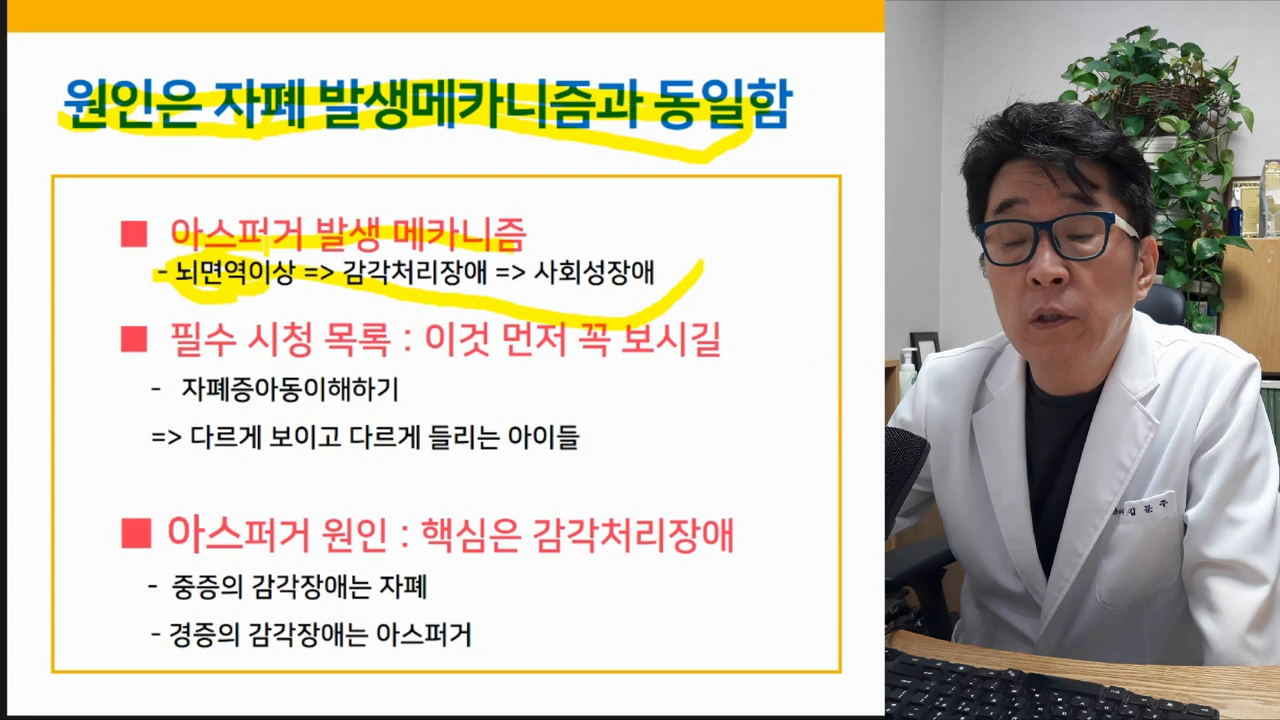 원인은 자폐 발생메카니즘과 동일함
■ 아스퍼거 발생 메카니즘
- 뇌면역이상 => 감각처리장애 => 사회성장애
■ 필수 시청 목록 : 이것 먼저 꼭 보시길
- 자폐증아동이해하기
=> 다르게 보이고 다르게 들리는 아이들
■ 아스퍼거 원인 : 핵심은 감각처리장애
- 중증의 감각장애는 자폐
- 경증의 감각장애는 아스퍼거